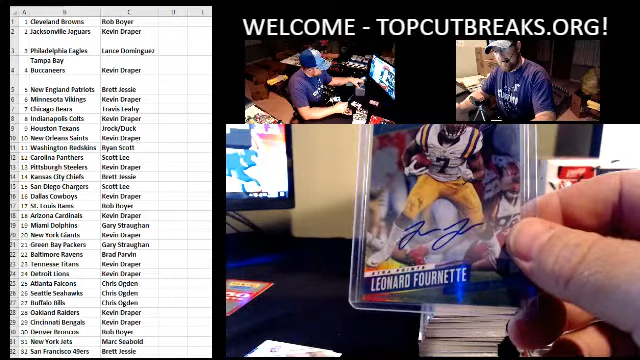 WELCOME - TOPCUTBREAKS.ORG!
A B C D E
1 Cleveland Browns Rob Boyer
2 Jacksonville Jaguars Kevin Draper
3 Philadelphia Eagles Lance Dominguez
Tampa Bay
4 Buccaneers Kevin Draper
5 New England Patriots Brett Jessie
6 Minnesota Vikings Kevin Draper
7 Chicago Bears Travis Leahy
8 Indianapolis Colts Kevin Draper
9 Houston Texans Jrock/Duck
10 New Orleans Saints Kevin Draper
11 Washington Redskins Ryan Scott
12 Carolina Panthers Scott Lee
13 Pittsburgh Steelers Kevin Draper
14 Kansas City Chiefs Brett Jessie
15 San Diego Chargers Scott Lee
16 Dallas Cowboys Kevin Draper
17 St. Louis Rams Rob Boyer
18 Arizona Cardinals Kevin Draper
19 Miami Dolphins Gary Straughan
20 New York Giants Kevin Draper
21 Green Bay Packers Gary Straughan
22 Baltimore Ravens Brad Parvin
23 Tennesse Titans Kevin Draper
24 Detroit Lions Kevin Draper
25 Atlanta Falcons Chris Ogden
26 Seattle Seahawks Chris Ogden
27 Buffalo Bills Chris Ogden
28 Oakland Raiders Kevin Draper
29 Cincinnati Bengals Kevin Draper
30 Denver Broncos Rob Boyer
31 New York Jets Marc Seabold
32 San Francisco 49ers Brett Jessie
7
LEONARD FOURNETTE